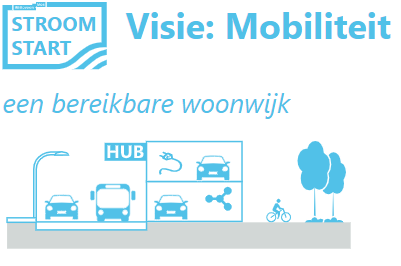 STROOM
START
Visie: Mobiliteit
een bereikbare woonwijk
HUB